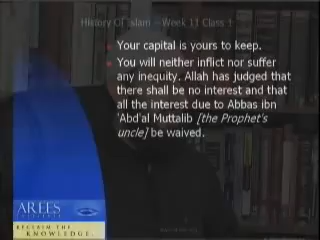 History Of Islam – Week 11 Class 1
Your capital is yours to keep.
You will neither inflict nor suffer
any inequity. Allah has judged that
there shall be no interest and that
all the interest due to Abbas ibn
'Abd'al Muttalib [the Prophet's
uncle] be waived.
AREES
RECLAIM THE
KNOWLEDGE.